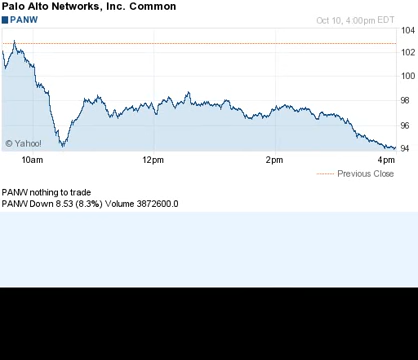 Palo Alto Networks, Inc. Common
PANW
Oct 10, 4:00pm EDT
104
102
100
98
96
94
© Yahoo!
10am 12pm 2pm 4pm
Previous Close
PANW nothing to trade
PANW Down 8.53 (8.3%) Volume 3872600.0